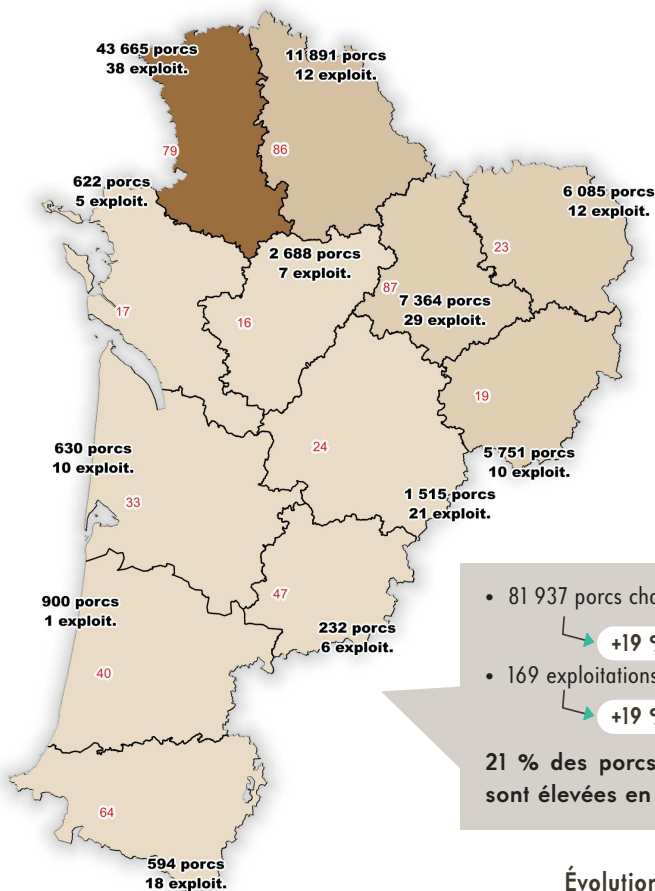 43 665 porcs
38 exploit.
11 891 porcs
12 exploit.
79
86
622 porcs
5 exploit.
6 085 porcs
12 exploit.
23
2 688 porcs
7 exploit.
87
7 364 porcs
29 exploit.
17
16
19
24
5 751 porcs
10 exploit.
630 porcs
10 exploit.
33
1 515 porcs
21 exploit.
47
900 porcs
1 exploit.
232 porcs
6 exploit.
40
64
594 porcs
18 exploit.
• 81 937 porcs
+19 %
• 169 exploitations
+19 %
21 % des porcs
sont élevées en